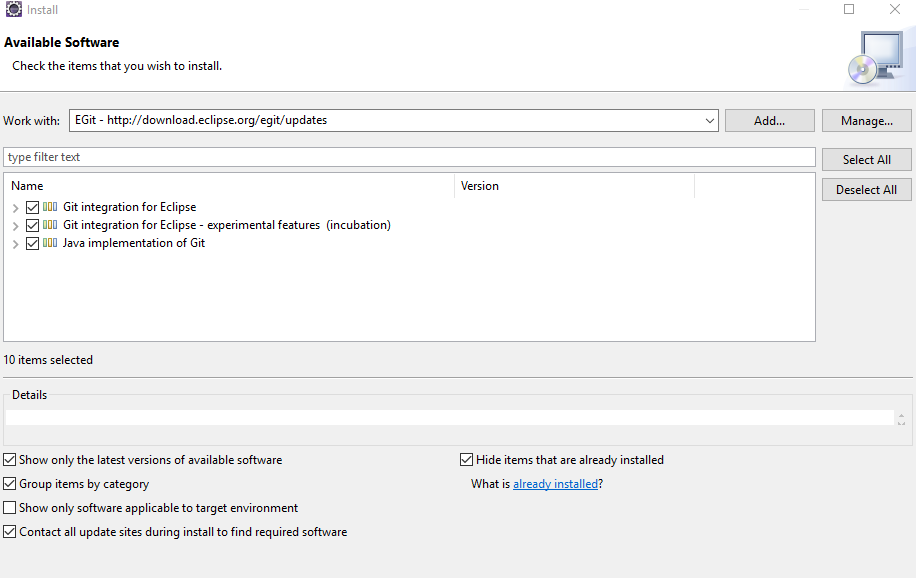 Install
Available Software
Check the items that you wish to install.
Work with: EGit - http://download.eclipse.org/egit/updates Add... Manage...
type filter text Select All
Name Version Deselect All
Git integration for Eclipse
Git integration for Eclipse - experimental features (incubation)
Java implementation of Git
10 items selected
Details
Show only the latest versions of available software Hide items that are already installed
Group items by category What is already installed?
Show only software applicable to target environment
Contact all update sites during install to find required software